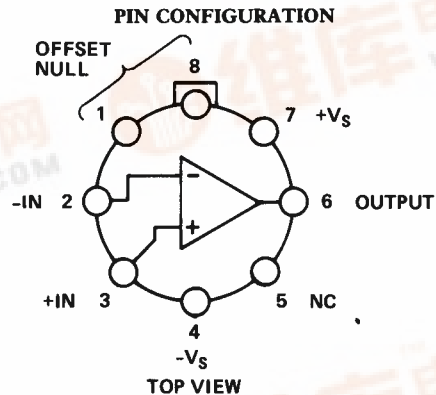 PIN CONFIGURATION
OFFSET
NULL
8
1
7 +VS
-IN 2
-
+
6 OUTPUT
+IN 3
5 NC
4
-VS
TOP VIEW